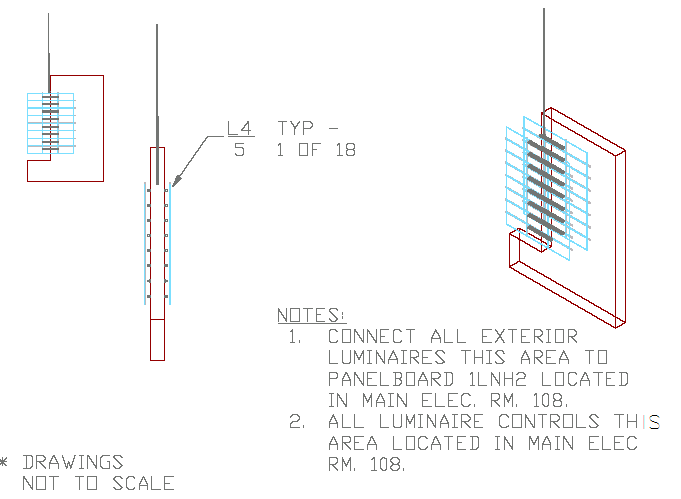 L4 TYP -
5 1 OF 18
NOTES:
1. CONNECT ALL EXTERIOR
LUMINAIRES THIS AREA TO
PANELBOARD 1LNH2 LOCATED
IN MAIN ELEC. RM. 108.
2. ALL LUMINAIRE CONTROLS THIS
AREA LOCATED IN MAIN ELEC
RM. 108.
* DRAWINGS
NOT TO SCALE